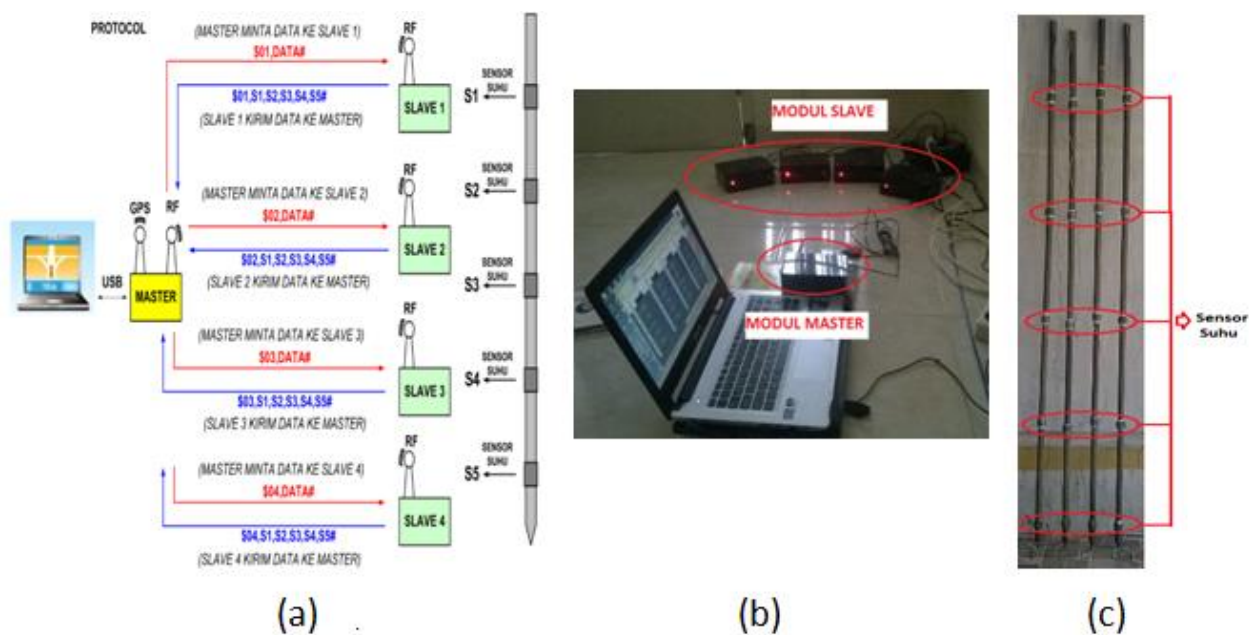 PROTOCOL
(MASTER MINTA DATA KE SLAVE 1)
$01,DATA#
$01,S1,S2,S3,S4,S5#
(SLAVE 1 KIRIM DATA KE MASTER)
RF
SLAVE 1
(MASTER MINTA DATA KE SLAVE 2)
$02,DATA#
$02,S1,S2,S3,S4,S5#
(SLAVE 2 KIRIM DATA KE MASTER)
RF
SLAVE 2
GPS
RF
USB
MASTER
(MASTER MINTA DATA KE SLAVE 3)
$03,DATA#
$03,S1,S2,S3,S4,S5#
(SLAVE 3 KIRIM DATA KE MASTER)
RF
SLAVE 3
(MASTER MINTA DATA KE SLAVE 4)
$04,DATA#
$04,S1,S2,S3,S4,S5#
(SLAVE 4 KIRIM DATA KE MASTER)
RF
SLAVE 4
SENSOR
SUHU
S1
SENSOR
SUHU
S2
SENSOR
SUHU
S3
SENSOR
SUHU
S4
SENSOR
SUHU
S5
(a)
MODUL SLAVE
MODUL MASTER
(b)
Sensor
Suhu
(c)